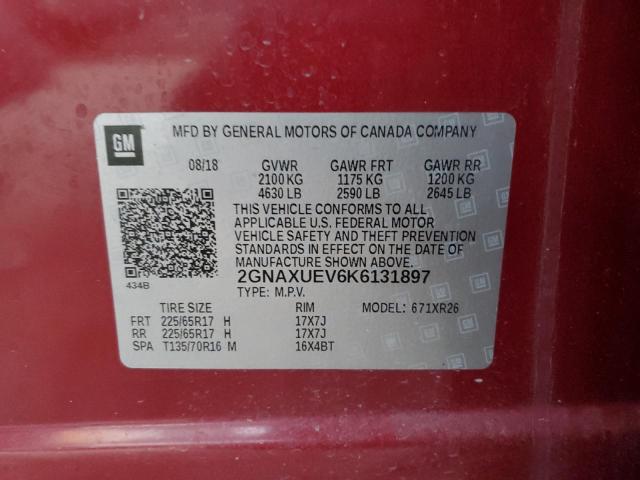 GM
MFD BY GENERAL MOTORS OF CANADA COMPANY
08/18 GVWR GAWR FRT GAWR RR
2100 KG 1175 KG 1200 KG
4630 LB 2590 LB 2645 LB
THIS VEHICLE CONFORMS TO ALL
APPLICABLE U.S. FEDERAL MOTOR
VEHICLE SAFETY AND THEFT PREVENTION
STANDARDS IN EFFECT ON THE DATE OF
MANUFACTURE SHOWN ABOVE.
2GNAXUEV6K6131897
434B TYPE: M.P.V.
TIRE SIZE RIM MODEL: 671XR26
FRT 225/65R17 H 17X7J
RR 225/65R17 H 17X7J
SPA T135/70R16 M 16X4BT